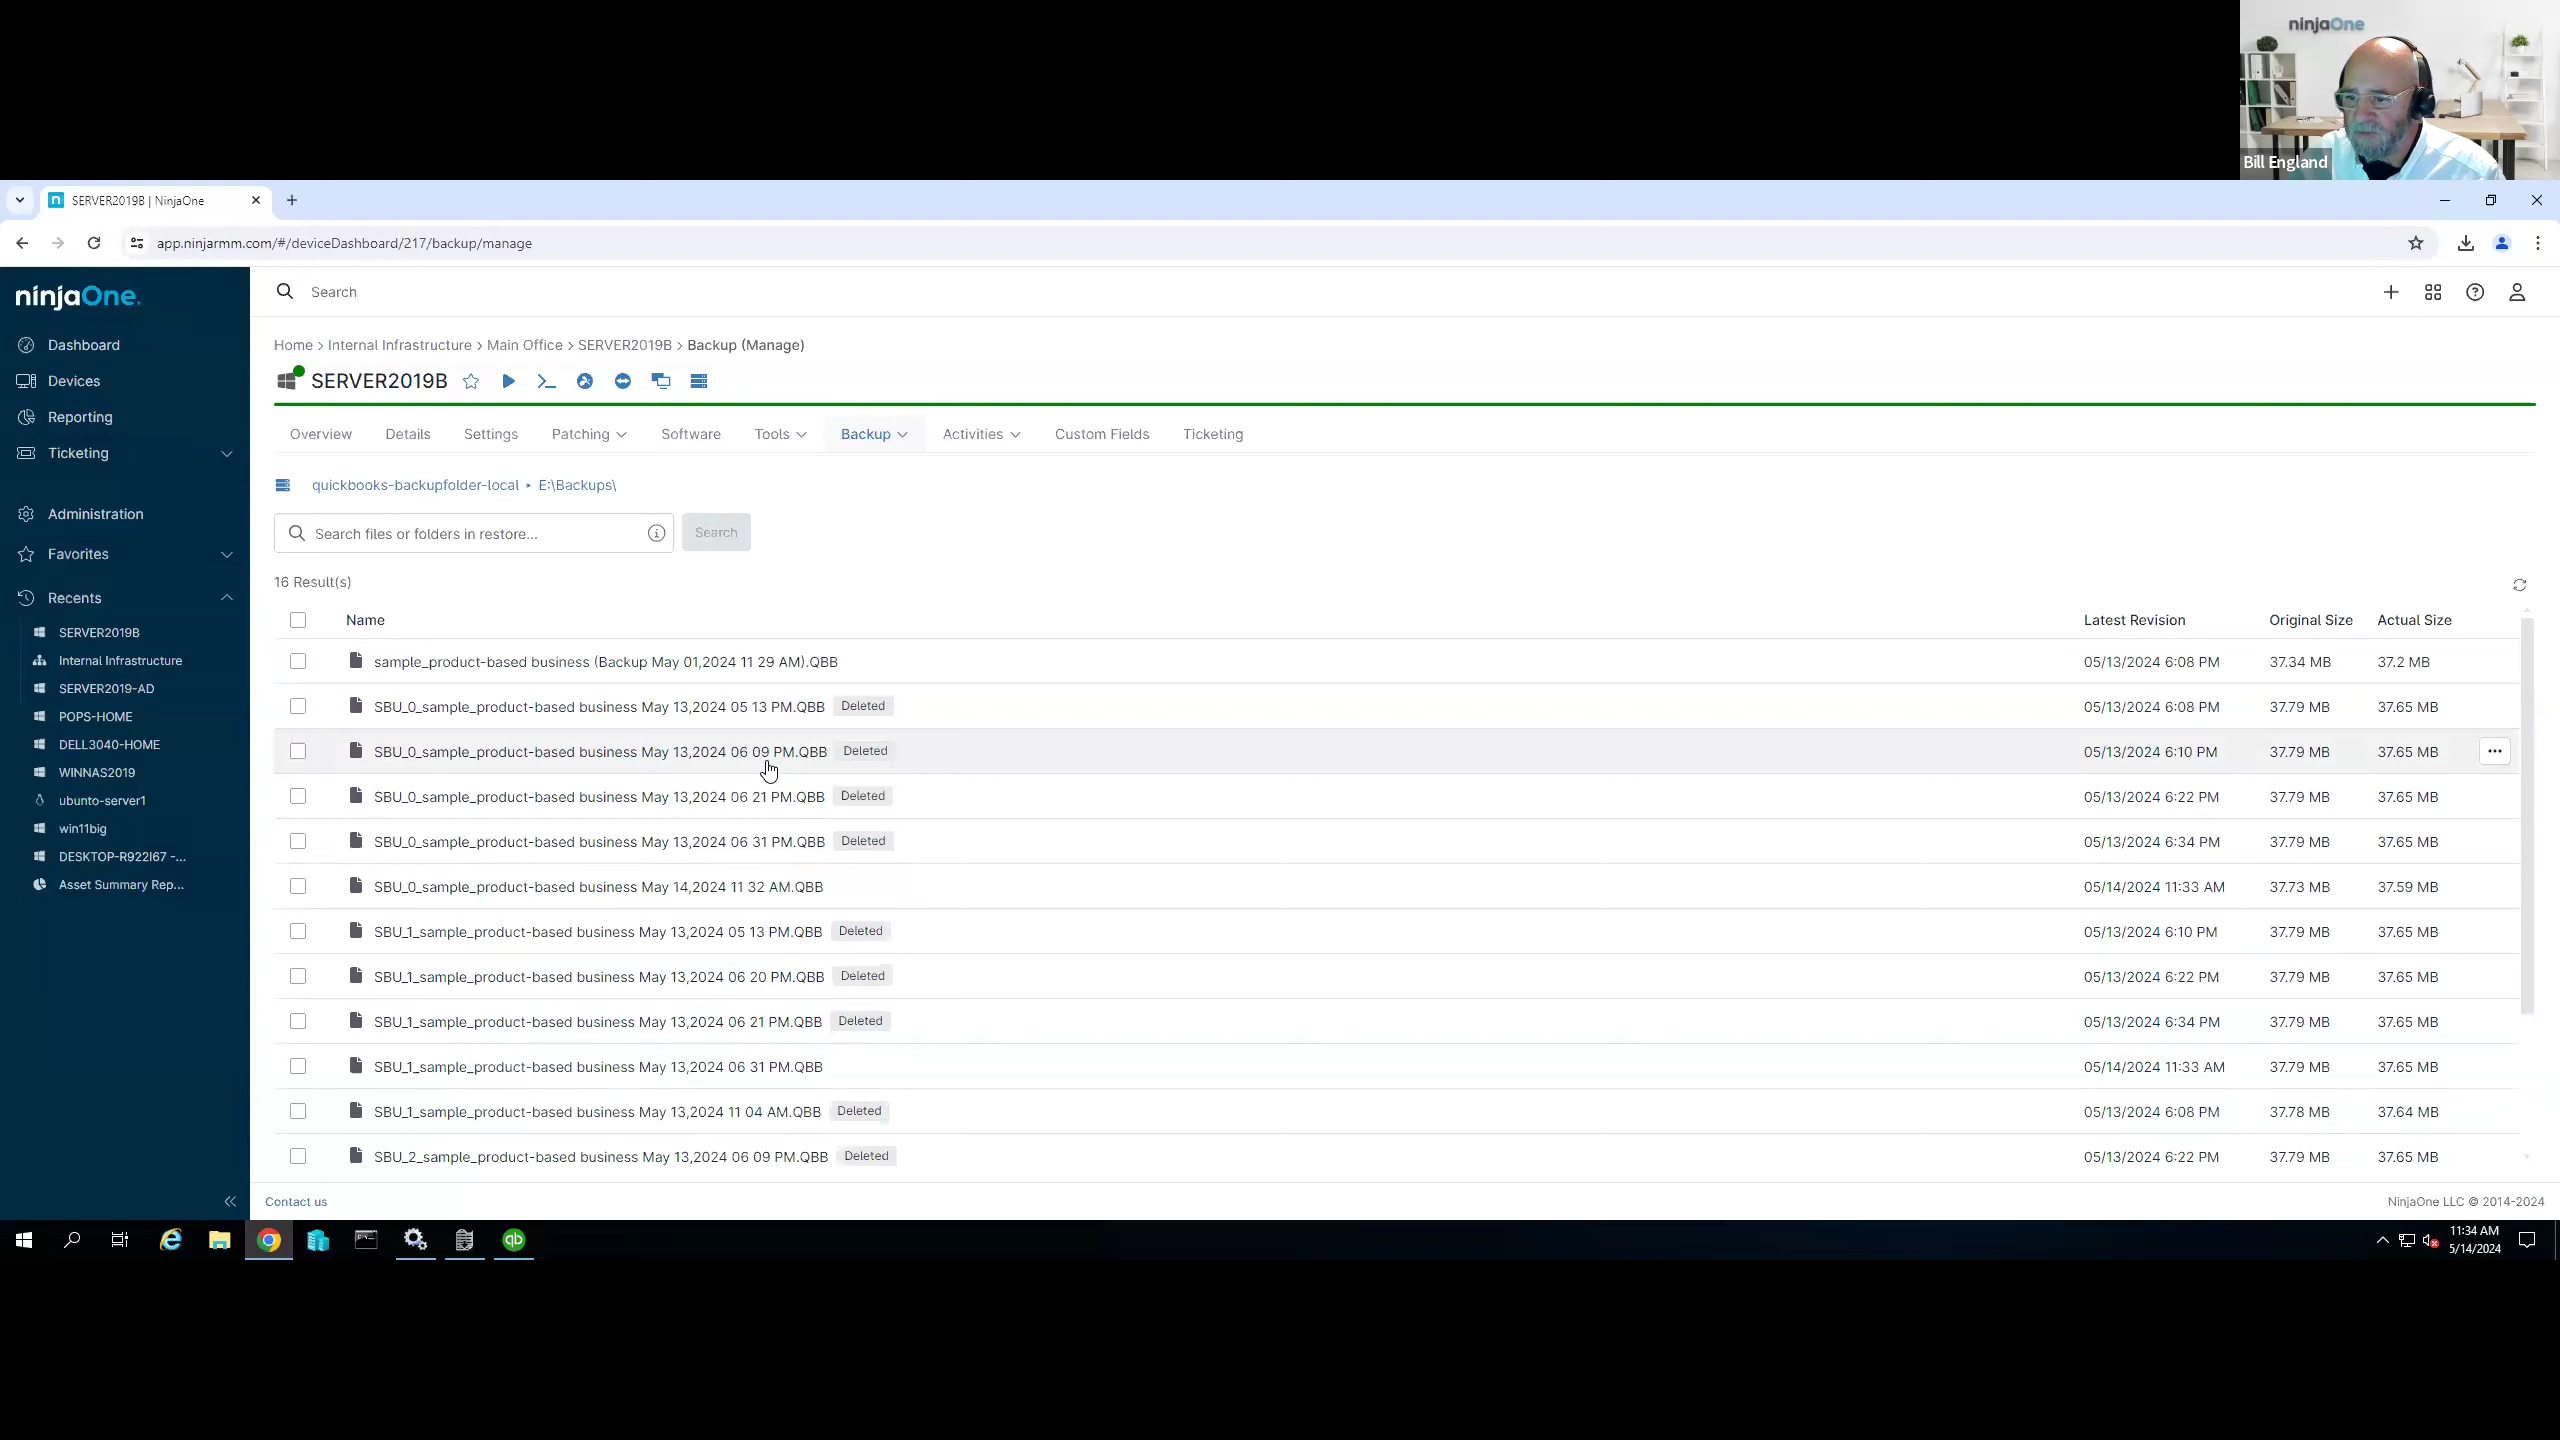 ninjaOne
Bill England
SERVER2019B | NinjaOne
app.ninjarmm.com/#/deviceDashboard/217/backup/manage
ninjaOne
Search
Dashboard
Devices
Reporting
Ticketing
Administration
Favorites
Recents
SERVER2019B
Internal Infrastructure
SERVER2019-AD
POPS-HOME
DELL3040-HOME
WINNAS2019
ubunto-server1
win11big
DESKTOP-R922I67 -...
Asset Summary Rep...
Home > Internal Infrastructure > Main Office > SERVER2019B > Backup (Manage)
SERVER2019B
Overview Details Settings Patching Software Tools Backup Activities Custom Fields Ticketing
quickbooks-backupfolder-local ▸ E:\Backups\
Search files or folders in restore... Search
16 Result(s)
Name Latest Revision Original Size Actual Size
sample_product-based business (Backup May 01,2024 11 29 AM).QBB 05/13/2024 6:08 PM 37.34 MB 37.2 MB
SBU_0_sample_product-based business May 13,2024 05 13 PM.QBB Deleted 05/13/2024 6:08 PM 37.79 MB 37.65 MB
SBU_0_sample_product-based business May 13,2024 06 09 PM.QBB Deleted 05/13/2024 6:10 PM 37.79 MB 37.65 MB
SBU_0_sample_product-based business May 13,2024 06 21 PM.QBB Deleted 05/13/2024 6:22 PM 37.79 MB 37.65 MB
SBU_0_sample_product-based business May 13,2024 06 31 PM.QBB Deleted 05/13/2024 6:34 PM 37.79 MB 37.65 MB
SBU_0_sample_product-based business May 14,2024 11 32 AM.QBB 05/14/2024 11:33 AM 37.73 MB 37.59 MB
SBU_1_sample_product-based business May 13,2024 05 13 PM.QBB Deleted 05/13/2024 6:10 PM 37.79 MB 37.65 MB
SBU_1_sample_product-based business May 13,2024 06 20 PM.QBB Deleted 05/13/2024 6:22 PM 37.79 MB 37.65 MB
SBU_1_sample_product-based business May 13,2024 06 21 PM.QBB Deleted 05/13/2024 6:34 PM 37.79 MB 37.65 MB
SBU_1_sample_product-based business May 13,2024 06 31 PM.QBB 05/14/2024 11:33 AM 37.79 MB 37.65 MB
SBU_1_sample_product-based business May 13,2024 11 04 AM.QBB Deleted 05/13/2024 6:08 PM 37.78 MB 37.64 MB
SBU_2_sample_product-based business May 13,2024 06 09 PM.QBB Deleted 05/13/2024 6:22 PM 37.79 MB 37.65 MB
Contact us NinjaOne LLC © 2014-2024
11:34 AM
5/14/2024